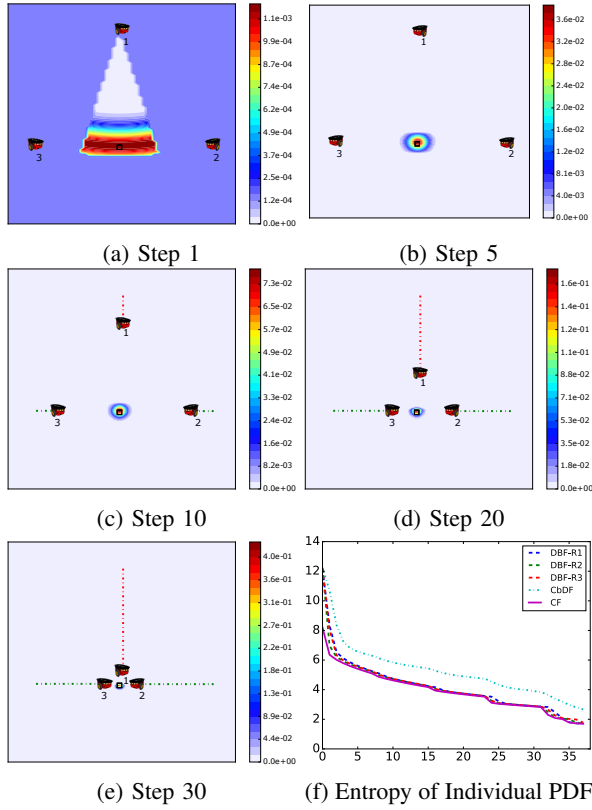 1
3
2
1.1e-03
9.8e-04
8.6e-04
7.4e-04
6.1e-04
4.9e-04
3.7e-04
2.4e-04
1.2e-04
0.0e+00
(a) Step 1
1
3
2
3.6e-02
3.2e-02
2.8e-02
2.4e-02
2.0e-02
1.6e-02
1.2e-02
8.0e-03
4.0e-03
0.0e+00
(b) Step 5
1
3
2
7.3e-02
6.5e-02
5.7e-02
4.9e-02
4.1e-02
3.3e-02
2.4e-02
1.6e-02
8.2e-03
0.0e+00
(c) Step 10
1
3
2
1.6e-01
1.4e-01
1.2e-01
1.0e-01
8.7e-02
7.0e-02
5.2e-02
3.5e-02
1.7e-02
0.0e+00
(d) Step 20
1
3
2
4.0e-01
3.6e-01
3.1e-01
2.7e-01
2.2e-01
1.8e-01
1.3e-01
8.9e-02
4.5e-02
0.0e+00
(e) Step 30
14
12
10
8
6
4
2
0
0 5 10 15 20 25 30 35
DBF-R1
DBF-R2
DBF-R3
CbDF
CF
(f) Entropy of Individual PDF